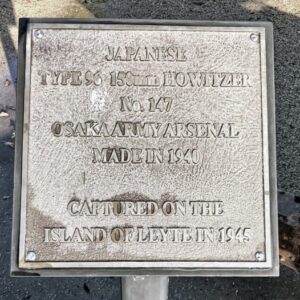 JAPANESE
TYPE 96 150mm HOWITZER
No. 147
OSAKA ARMY ARSENAL
MADE IN 1940
CAPTURED ON THE
ISLAND OF LEYTE IN 1945